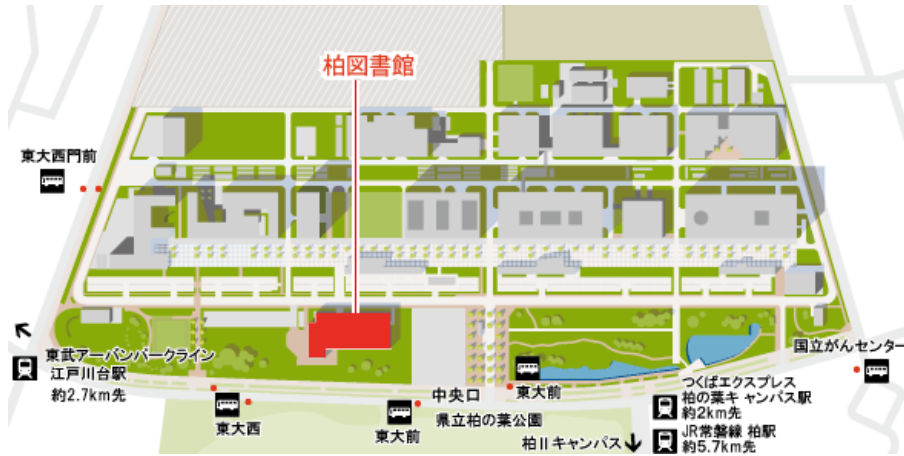 柏図書館
東大西門前
東武アーバンパークライン
江戸川台駅
約2.7km先
東大西
東大前
中央口
県立柏の葉公園
東大前
柏Ⅱキャンパス
国立がんセンター
つくばエクスプレス
柏の葉キャンパス駅
約2km先
JR常磐線 柏駅
約5.7km先